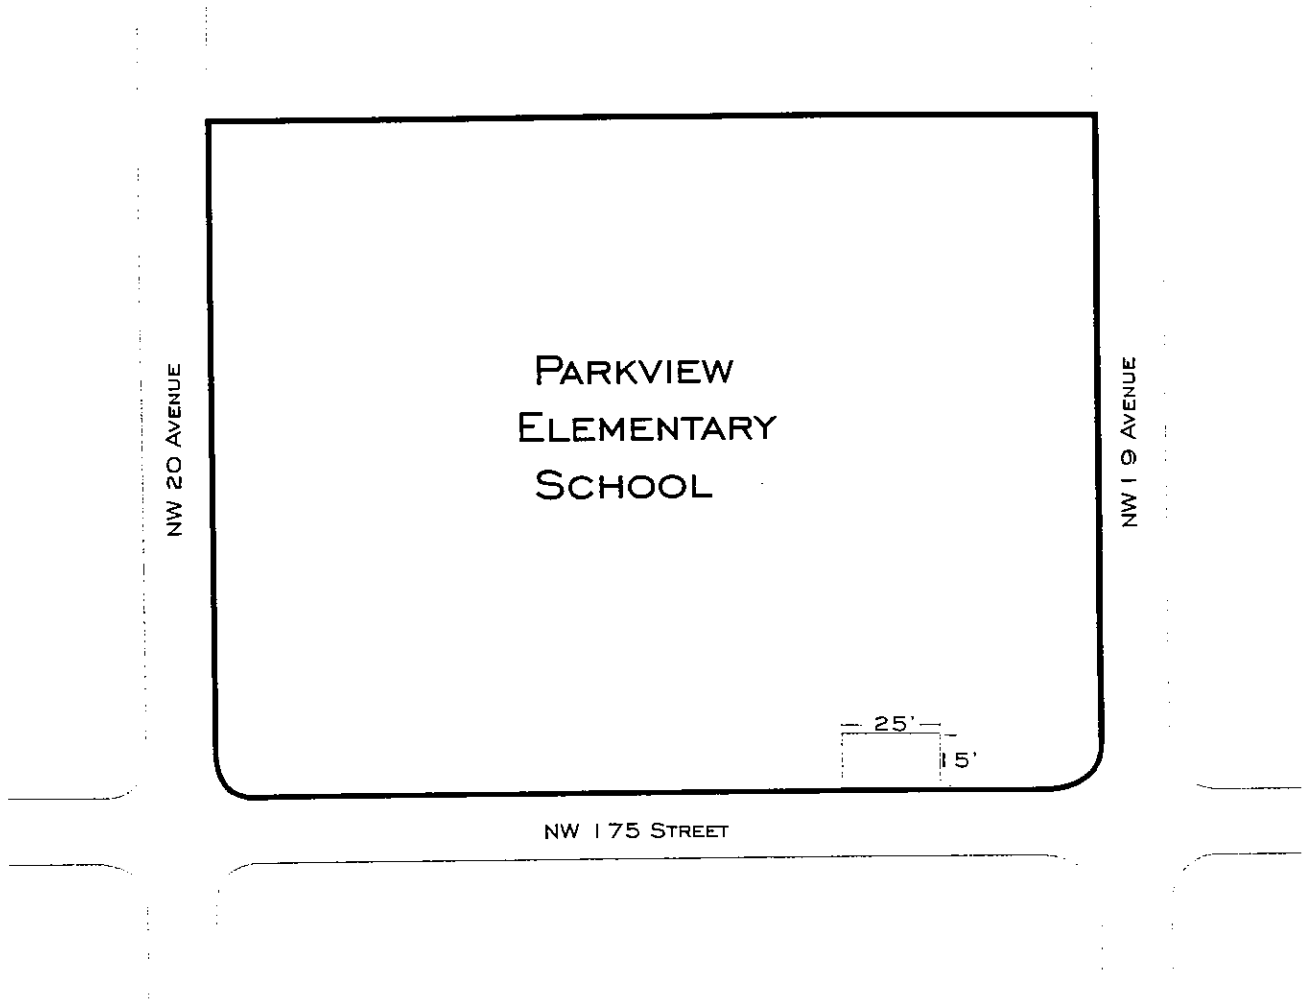 PARKVIEW
ELEMENTARY
SCHOOL
NW 20 AVENUE
NW 19 AVENUE
25'
15'
NW 175 STREET